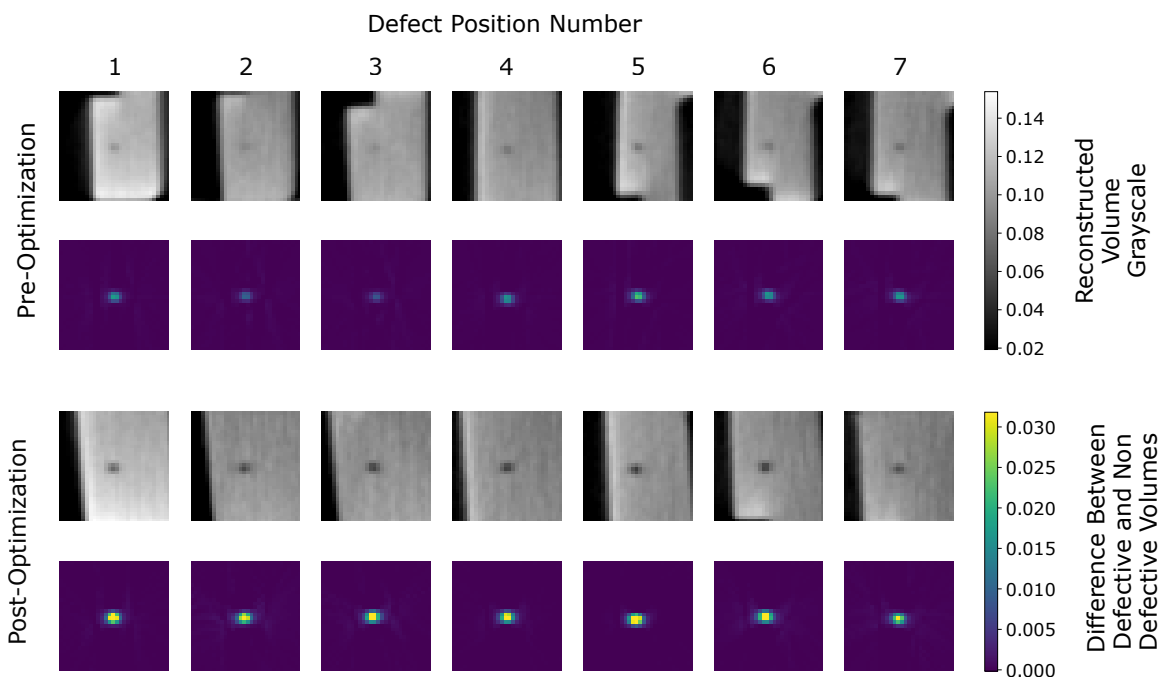 Defect Position Number
1 2 3 4 5 6 7
Pre-Optimization
0.14
0.12
0.10
0.08
0.06
0.04
0.02
Reconstructed
Volume
Grayscale
Post-Optimization
0.030
0.025
0.020
0.015
0.010
0.005
0.000
Difference Between
Defective and Non
Defective Volumes